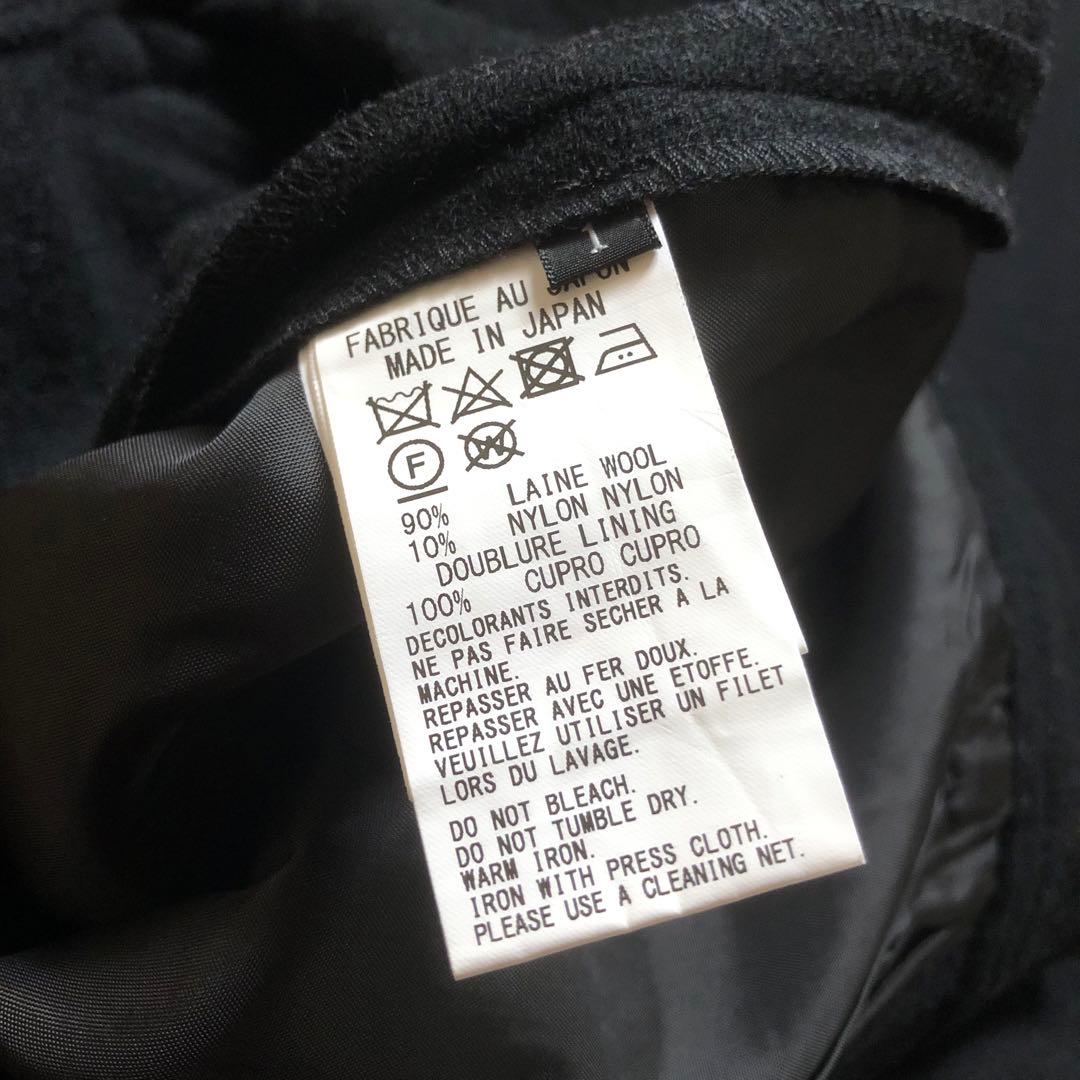 1
FABRIQUE AU JAPON
MADE IN JAPAN
F W
90% LAINE WOOL
10% NYLON NYLON
DOUBLURE LINING
100% CUPRO CUPRO
DECOLORANTS INTERDITS.
NE PAS FAIRE SECHER A LA
MACHINE.
REPASSER AU FER DOUX.
REPASSER AVEC UNE ETOFFE.
VEUILLEZ UTILISER UN FILET
LORS DU LAVAGE.
DO NOT BLEACH.
DO NOT TUMBLE DRY.
WARM IRON.
IRON WITH PRESS CLOTH.
PLEASE USE A CLEANING NET.